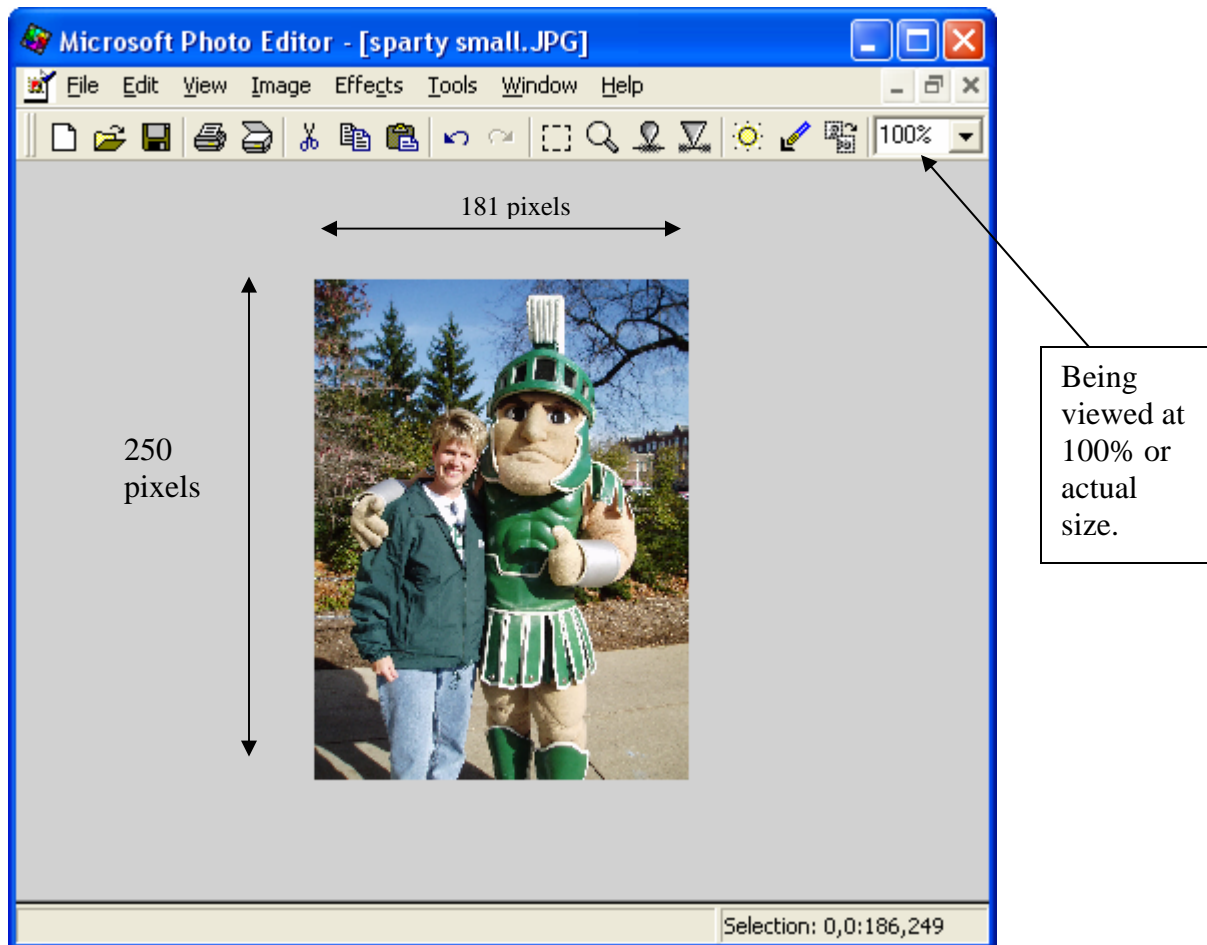 Microsoft Photo Editor - [sparty small.JPG]
File Edit View Image Effects Tools Window Help
100%
181 pixels
250
pixels
Being
viewed at
100% or
actual
size.
Selection: 0,0:186,249